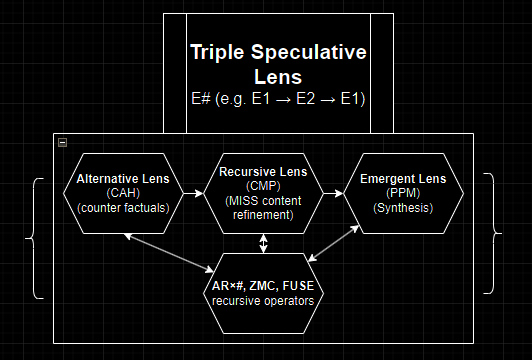 Triple Speculative
Lens
E# (e.g. E1 → E2 → E1)
Alternative Lens
(CAH)
(counter factuals)
Recursive Lens
(CMP)
(MISS content
refinement)
Emergent Lens
(PPM)
(Synthesis)
AR×#, ZMC, FUSE
recursive operators